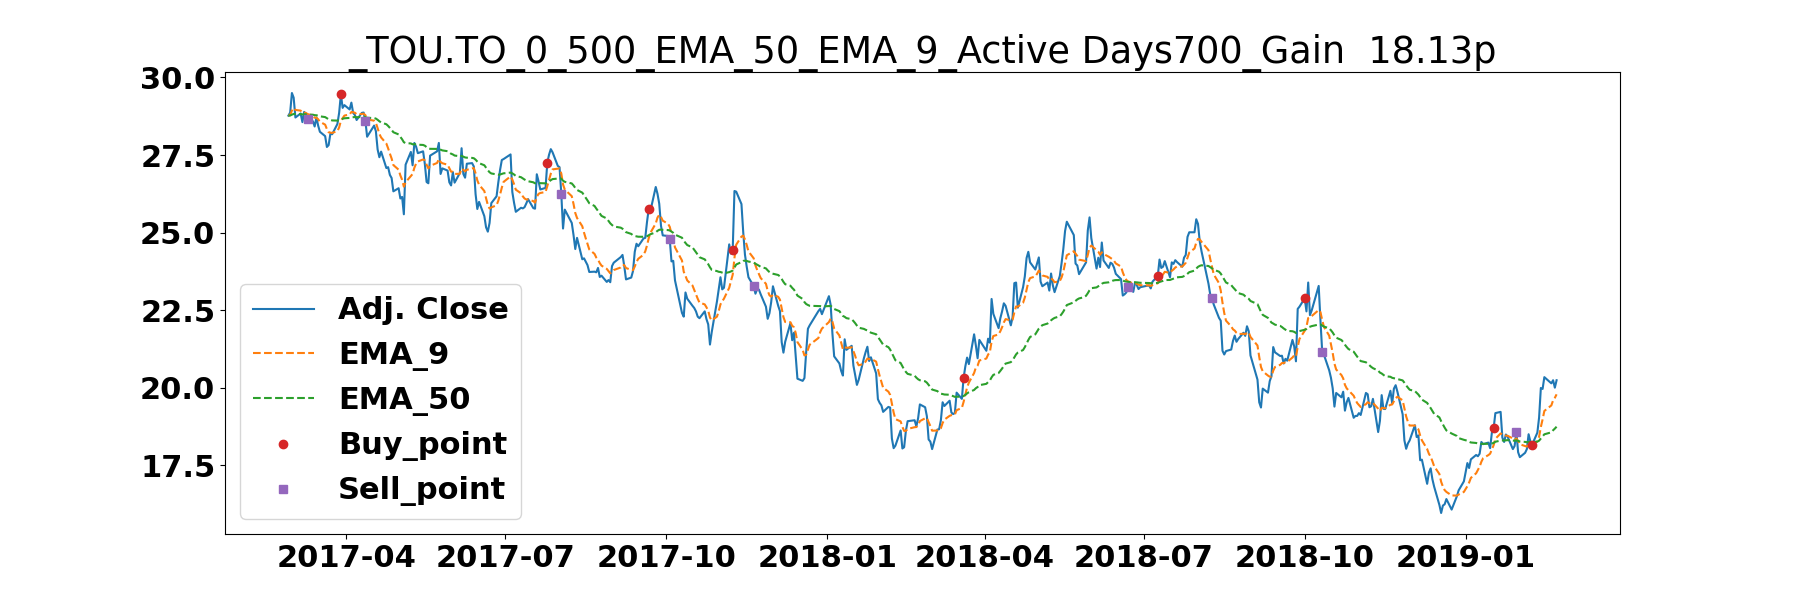 _TOU.TO_0_500_EMA_50_EMA_9_Active Days700_Gain  18.13p
30.0
27.5
25.0
22.5
20.0
17.5
Adj. Close
EMA_9
EMA_50
Buy_point
Sell_point
2017-04 2017-07 2017-10 2018-01 2018-04 2018-07 2018-10 2019-01